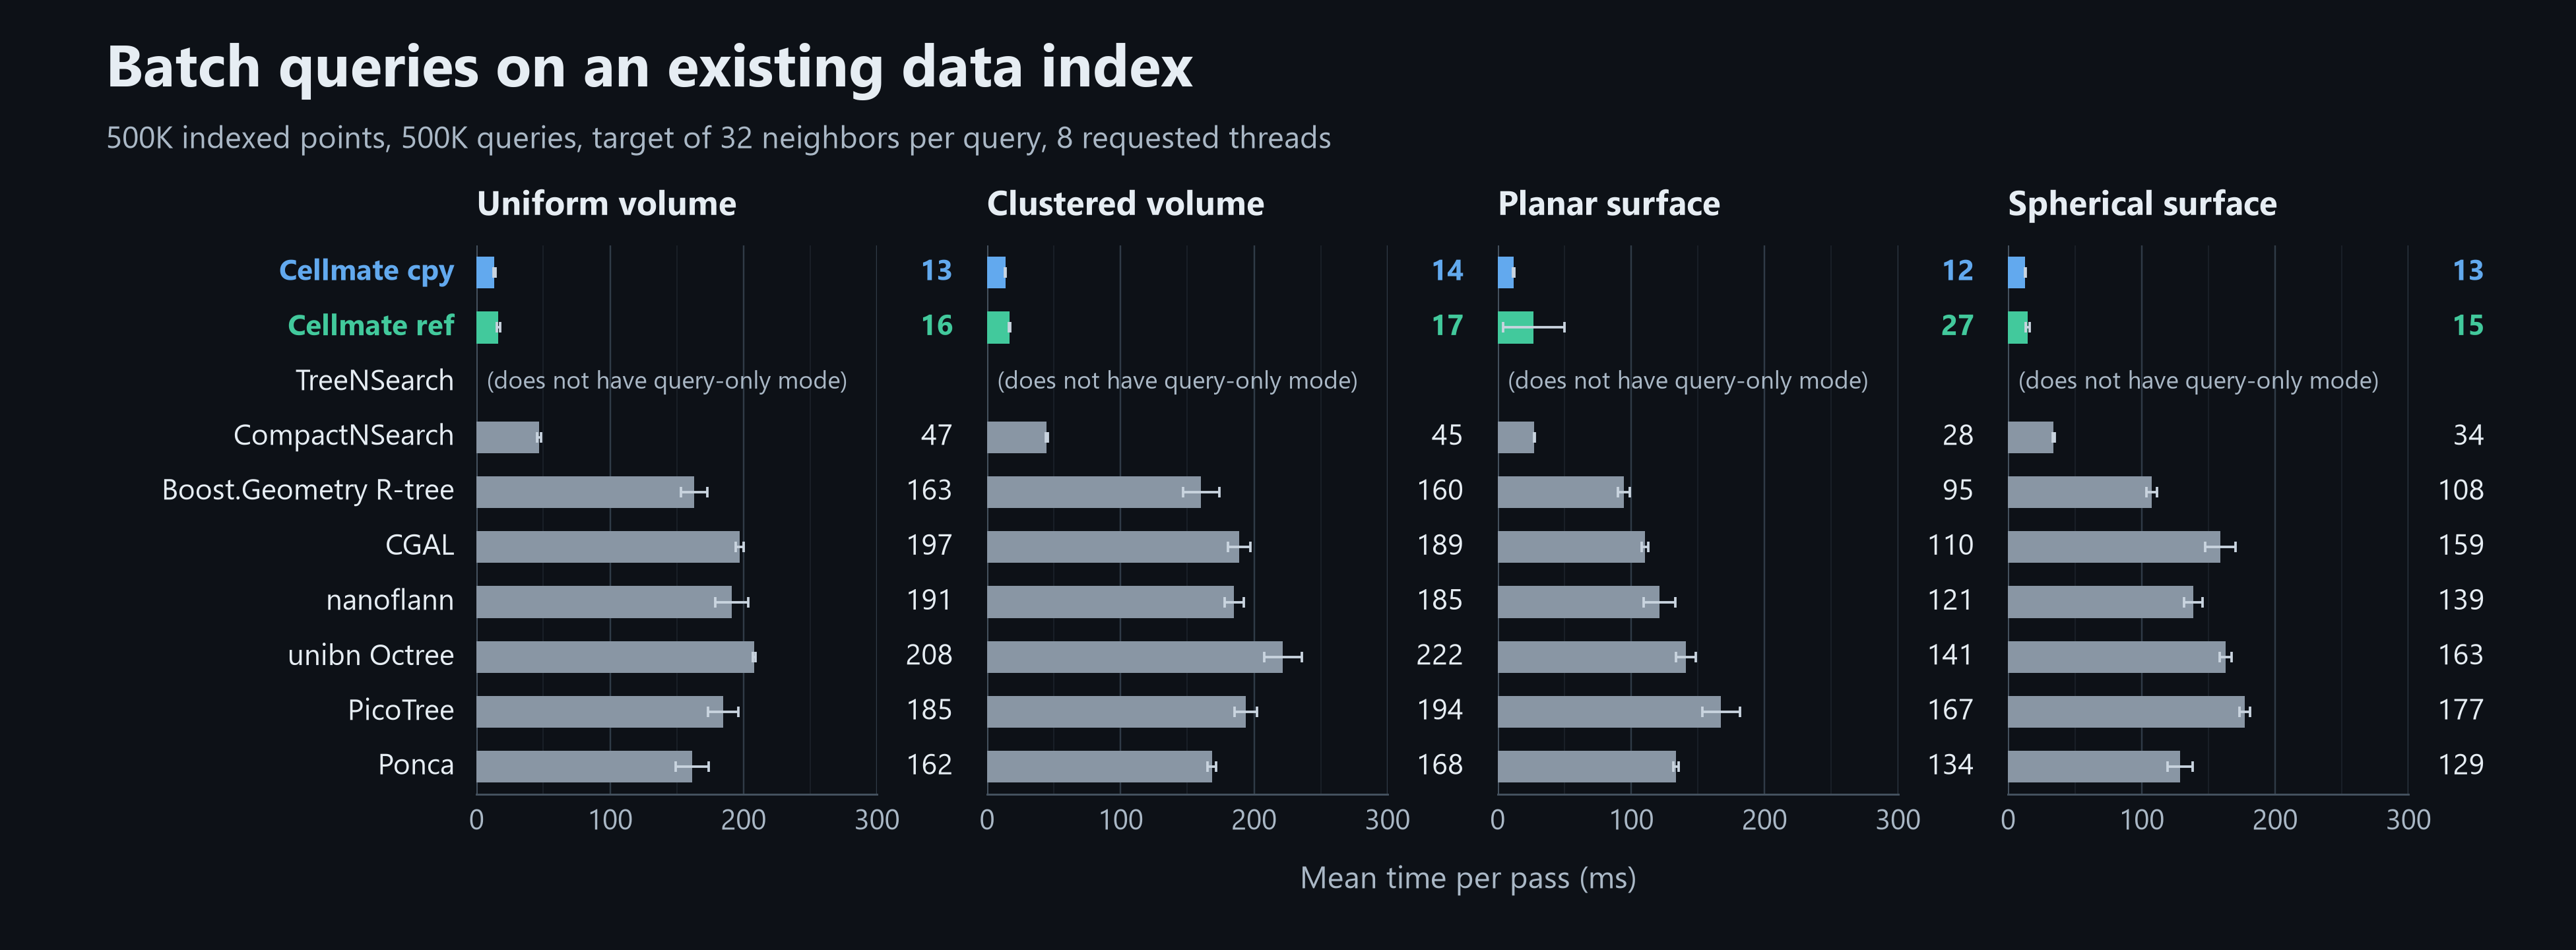 Batch queries on an existing data index
500K indexed points, 500K queries, target of 32 neighbors per query, 8 requested threads
Uniform volume Clustered volume Planar surface Spherical surface
Cellmate cpy 13 14 12 13
Cellmate ref 16 17 27 15
TreeNSearch (does not have query-only mode) (does not have query-only mode) (does not have query-only mode) (does not have query-only mode)
CompactNSearch 47 45 28 34
Boost.Geometry R-tree 163 160 95 108
CGAL 197 189 110 159
nanoflann 191 185 121 139
unibn Octree 208 222 141 163
PicoTree 185 194 167 177
Ponca 162 168 134 129
0 100 200 300 0 100 200 300 0 100 200 300 0 100 200 300
Mean time per pass (ms)